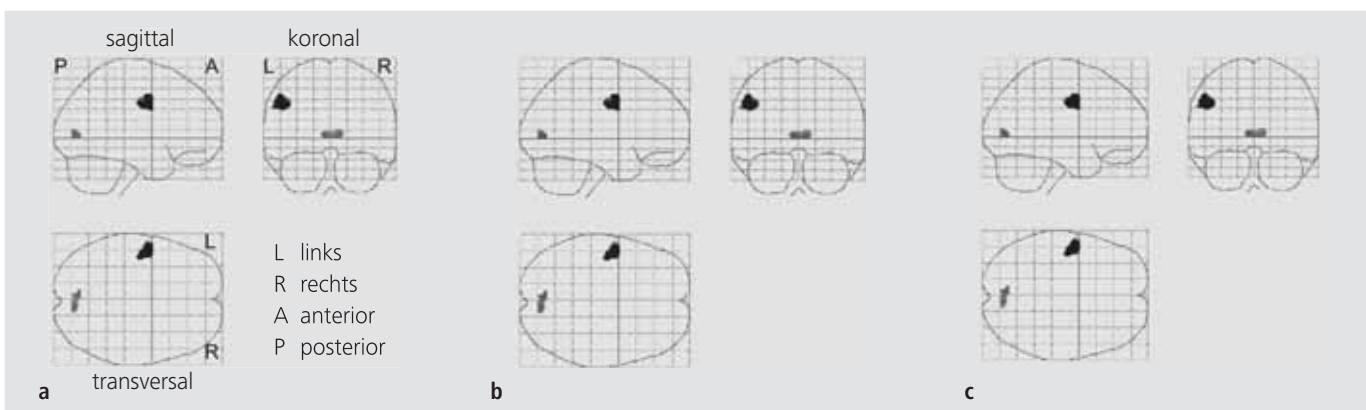 sagittal
koronal
P A
L R
L
L links
R rechts
A anterior
P posterior
R
transversal
a
b
c